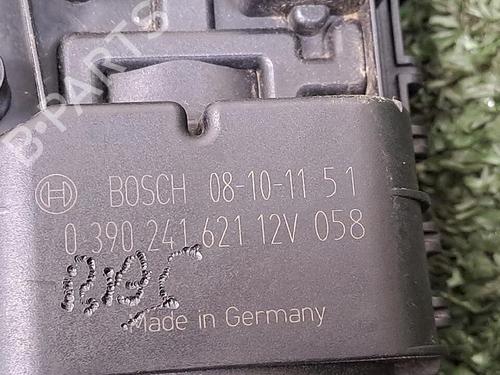 B-PARTS
BOSCH 08-10-11 51
0 390 241 621 12V 058
Made in Germany